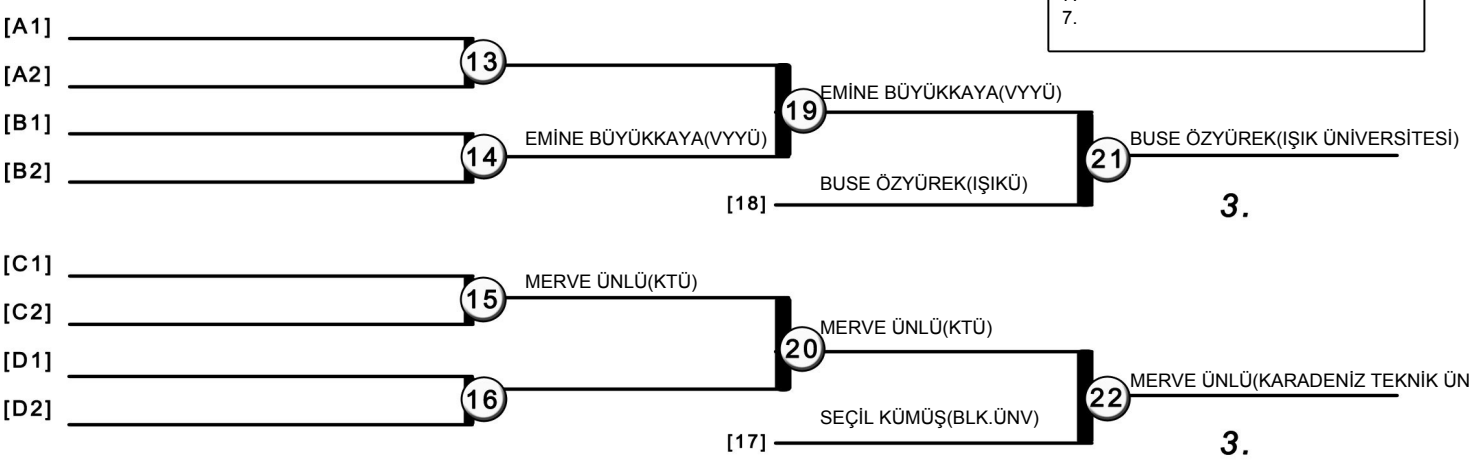 7.
[A1]
13
[A2]
EMİNE BÜYÜKKAYA(VYYÜ)
19
[B1]
EMİNE BÜYÜKKAYA(VYYÜ)
BUSE ÖZYÜREK(IŞIK ÜNİVERSİTESİ)
14
21
[B2]
BUSE ÖZYÜREK(IŞIKÜ)
[18]
3.
[C1]
MERVE ÜNLÜ(KTÜ)
15
[C2]
MERVE ÜNLÜ(KTÜ)
20
[D1]
MERVE ÜNLÜ(KARADENİZ TEKNİK ÜN
16
22
[D2]
SEÇİL KÜMÜŞ(BLK.ÜNV)
[17]
3.